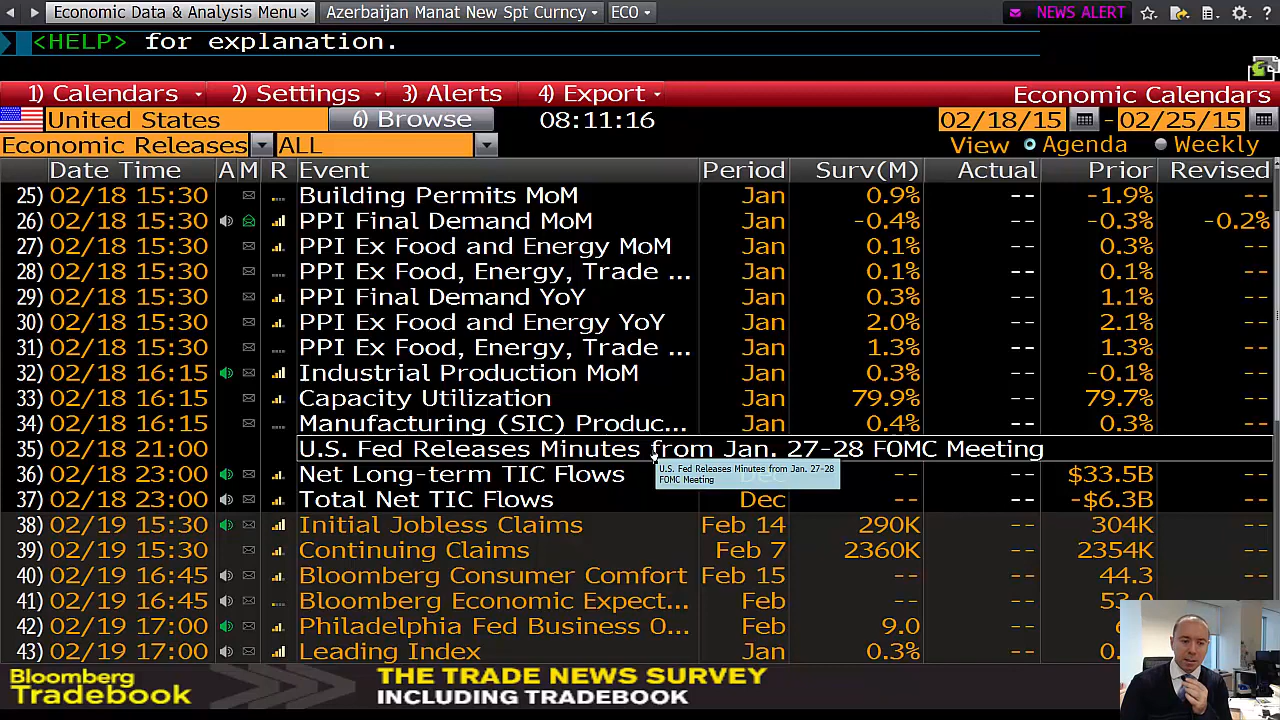 Economic Data & Analysis Menu Azerbaijan Manat New Spt Curncy ECO NEWS ALERT ?
<HELP> for explanation.
1) Calendars 2) Settings 3) Alerts 4) Export Economic Calendars
United States 6) Browse 08:11:16 02/18/15 - 02/25/15
Economic Releases ALL View Agenda Weekly
Date Time A M R Event Period Surv(M) Actual Prior Revised
25) 02/18 15:30 Building Permits MoM Jan 0.9% -- -1.9% --
26) 02/18 15:30 PPI Final Demand MoM Jan -0.4% -- -0.3% -0.2%
27) 02/18 15:30 PPI Ex Food and Energy MoM Jan 0.1% -- 0.3% --
28) 02/18 15:30 PPI Ex Food, Energy, Trade ... Jan 0.1% -- 0.1% --
29) 02/18 15:30 PPI Final Demand YoY Jan 0.3% -- 1.1% --
30) 02/18 15:30 PPI Ex Food and Energy YoY Jan 2.0% -- 2.1% --
31) 02/18 15:30 PPI Ex Food, Energy, Trade ... Jan 1.3% -- 1.3% --
32) 02/18 16:15 Industrial Production MoM Jan 0.3% -- -0.1% --
33) 02/18 16:15 Capacity Utilization Jan 79.9% -- 79.7% --
34) 02/18 16:15 Manufacturing (SIC) Produc... Jan 0.4% -- 0.3% --
35) 02/18 21:00 U.S. Fed Releases Minutes from Jan. 27-28 FOMC Meeting
U.S. Fed Releases Minutes from Jan. 27-28
FOMC Meeting
36) 02/18 23:00 Net Long-term TIC Flows -- -- $33.5B --
37) 02/18 23:00 Total Net TIC Flows Dec -- -- -$6.3B --
38) 02/19 15:30 Initial Jobless Claims Feb 14 290K -- 304K --
39) 02/19 15:30 Continuing Claims Feb 7 2360K -- 2354K --
40) 02/19 16:45 Bloomberg Consumer Comfort Feb 15 -- -- 44.3 --
41) 02/19 16:45 Bloomberg Economic Expect... Feb -- -- 53.0
42) 02/19 17:00 Philadelphia Fed Business O... Feb 9.0 --
43) 02/19 17:00 Leading Index Jan 0.3% --
Bloomberg
Tradebook
THE TRADE NEWS SURVEY
INCLUDING TRADEBOOK